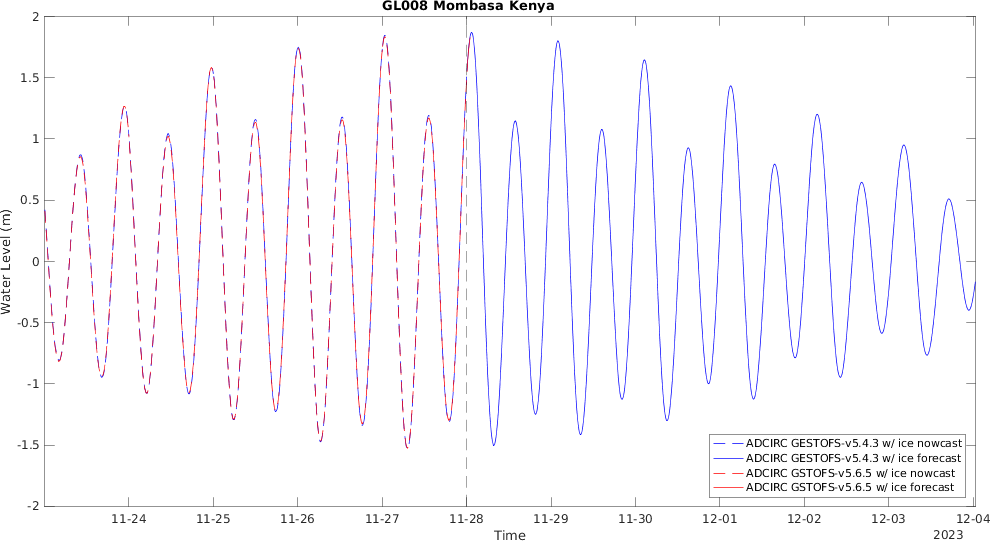 GL008 Mombasa Kenya
2
1.5
1
0.5
0
-0.5
-1
-1.5
-2
Water Level (m)
11-24 11-25 11-26 11-27 11-28 11-29 11-30 12-01 12-02 12-03 12-04
Time
2023
ADCIRC GESTOFS-v5.4.3 w/ ice nowcast
ADCIRC GESTOFS-v5.4.3 w/ ice forecast
ADCIRC GSTOFS-v5.6.5 w/ ice nowcast
ADCIRC GSTOFS-v5.6.5 w/ ice forecast